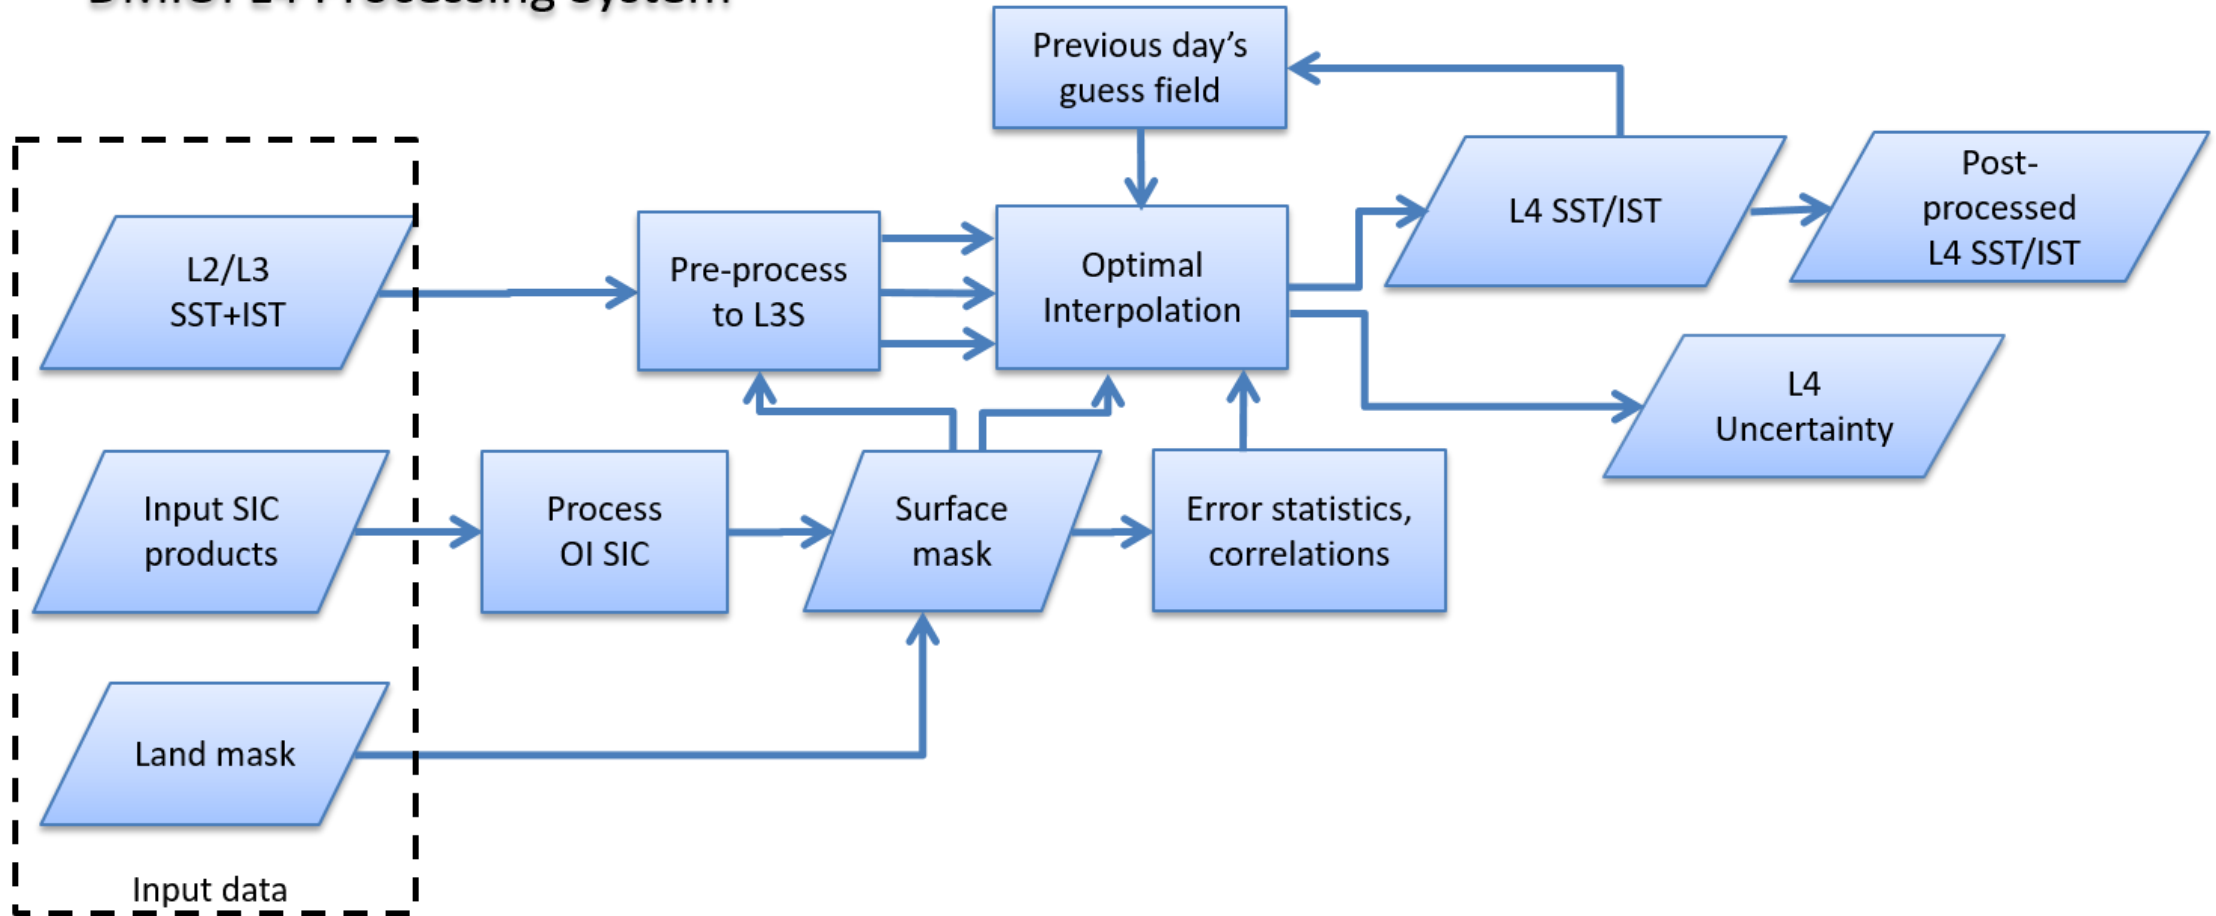 Processing System
Previous day’s
guess field
Post-
processed
L4 SST/IST
L4 SST/IST
L2/L3
SST+IST
Pre-process
to L3S
Optimal
Interpolation
L4
Uncertainty
Input SIC
products
Process
OI SIC
Surface
mask
Error statistics,
correlations
Land mask
Input data